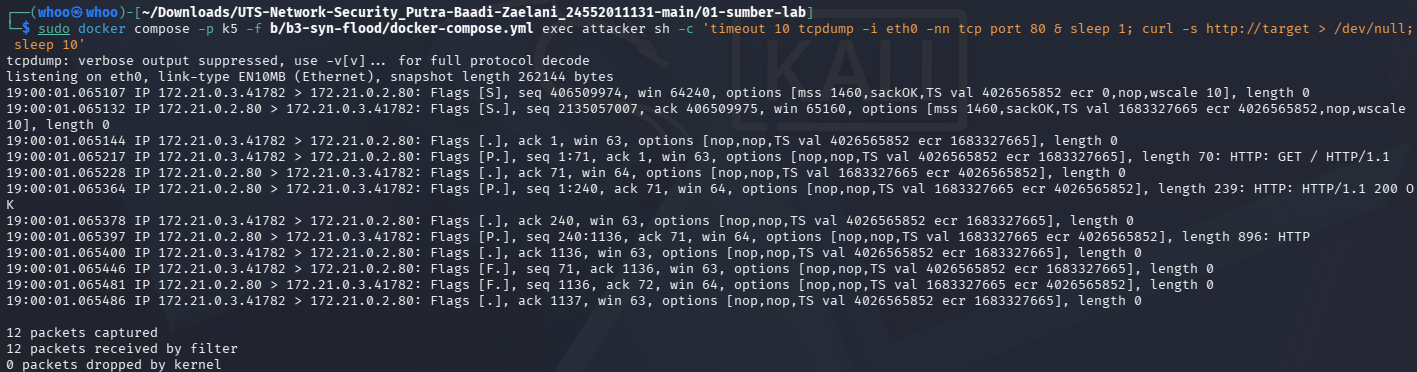 ┌──(whoo㉿whoo)-[~/Downloads/UTS-Network-Security_Putra-Baadi-Zaelani_24552011131-main/01-sumber-lab]
└─$ sudo docker compose -p k5 -f b/b3-syn-flood/docker-compose.yml exec attacker sh -c 'timeout 10 tcpdump -i eth0 -nn tcp port 80 & sleep 1; curl -s http://target > /dev/null;
 sleep 10'
tcpdump: verbose output suppressed, use -v[v]... for full protocol decode
listening on eth0, link-type EN10MB (Ethernet), snapshot length 262144 bytes
19:00:01.065107 IP 172.21.0.3.41782 > 172.21.0.2.80: Flags [S], seq 406509974, win 64240, options [mss 1460,sackOK,TS val 4026565852 ecr 0,nop,wscale 10], length 0
19:00:01.065132 IP 172.21.0.2.80 > 172.21.0.3.41782: Flags [S.], seq 2135057007, ack 406509975, win 65160, options [mss 1460,sackOK,TS val 1683327665 ecr 4026565852,nop,wscale
10], length 0
19:00:01.065144 IP 172.21.0.3.41782 > 172.21.0.2.80: Flags [.], ack 1, win 63, options [nop,nop,TS val 4026565852 ecr 1683327665], length 0
19:00:01.065217 IP 172.21.0.3.41782 > 172.21.0.2.80: Flags [P.], seq 1:71, ack 1, win 63, options [nop,nop,TS val 4026565852 ecr 1683327665], length 70: HTTP: GET / HTTP/1.1
19:00:01.065228 IP 172.21.0.2.80 > 172.21.0.3.41782: Flags [.], ack 71, win 64, options [nop,nop,TS val 1683327665 ecr 4026565852], length 0
19:00:01.065364 IP 172.21.0.2.80 > 172.21.0.3.41782: Flags [P.], seq 1:240, ack 71, win 64, options [nop,nop,TS val 1683327665 ecr 4026565852], length 239: HTTP: HTTP/1.1 200 O
K
19:00:01.065378 IP 172.21.0.3.41782 > 172.21.0.2.80: Flags [.], ack 240, win 63, options [nop,nop,TS val 4026565852 ecr 1683327665], length 0
19:00:01.065397 IP 172.21.0.2.80 > 172.21.0.3.41782: Flags [P.], seq 240:1136, ack 71, win 64, options [nop,nop,TS val 1683327665 ecr 4026565852], length 896: HTTP
19:00:01.065400 IP 172.21.0.3.41782 > 172.21.0.2.80: Flags [.], ack 1136, win 63, options [nop,nop,TS val 4026565852 ecr 1683327665], length 0
19:00:01.065446 IP 172.21.0.3.41782 > 172.21.0.2.80: Flags [F.], seq 71, ack 1136, win 63, options [nop,nop,TS val 4026565852 ecr 1683327665], length 0
19:00:01.065481 IP 172.21.0.2.80 > 172.21.0.3.41782: Flags [F.], seq 1136, ack 72, win 64, options [nop,nop,TS val 1683327665 ecr 4026565852], length 0
19:00:01.065486 IP 172.21.0.3.41782 > 172.21.0.2.80: Flags [.], ack 1137, win 63, options [nop,nop,TS val 4026565852 ecr 1683327665], length 0
12 packets captured
12 packets received by filter
0 packets dropped by kernel
KALI